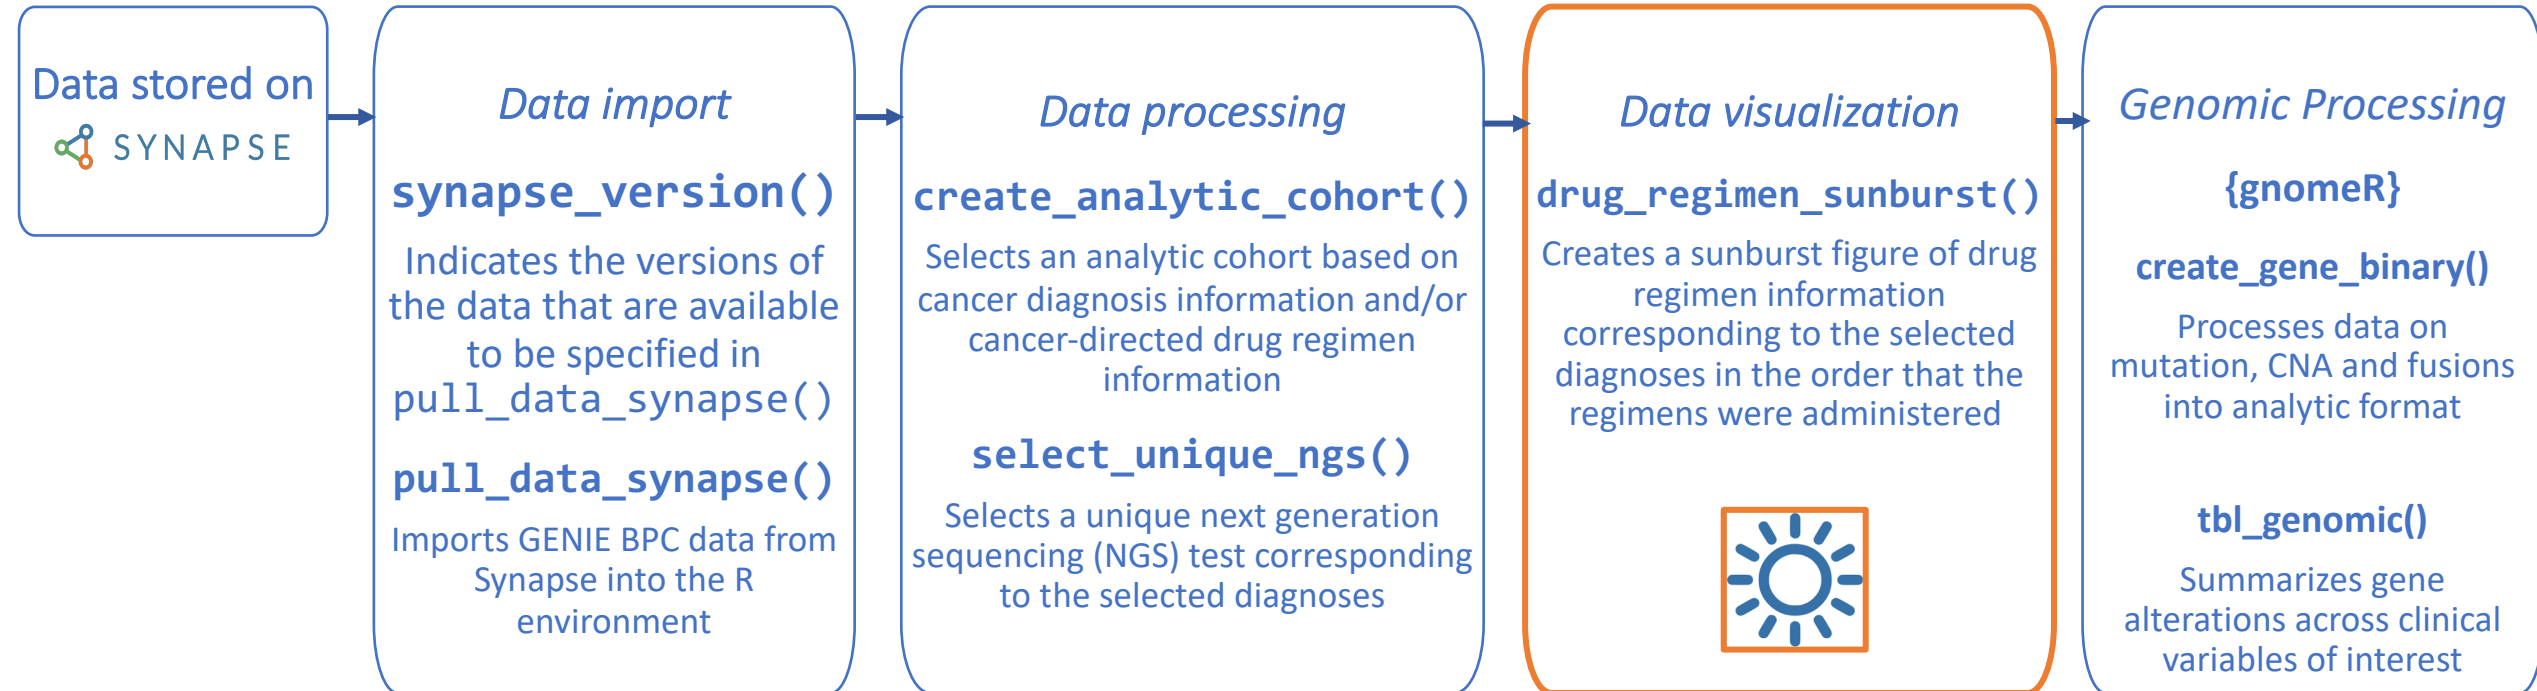 Data stored on
SYNAPSE
Data import
synapse_version()
Indicates the versions of
the data that are available
to be specified in
pull_data_synapse()
pull_data_synapse()
Imports GENIE BPC data from
Synapse into the R
environment
Data processing
create_analytic_cohort()
Selects an analytic cohort based on
cancer diagnosis information and/or
cancer-directed drug regimen
information
select_unique_ngs()
Selects a unique next generation
sequencing (NGS) test corresponding
to the selected diagnoses
Data visualization
drug_regimen_sunburst()
Creates a sunburst figure of drug
regimen information
corresponding to the selected
diagnoses in the order that the
regimens were administered
Genomic Processing
{gnomeR}
create_gene_binary()
Processes data on
mutation, CNA and fusions
into analytic format
tbl_genomic()
Summarizes gene
alterations across clinical
variables of interest